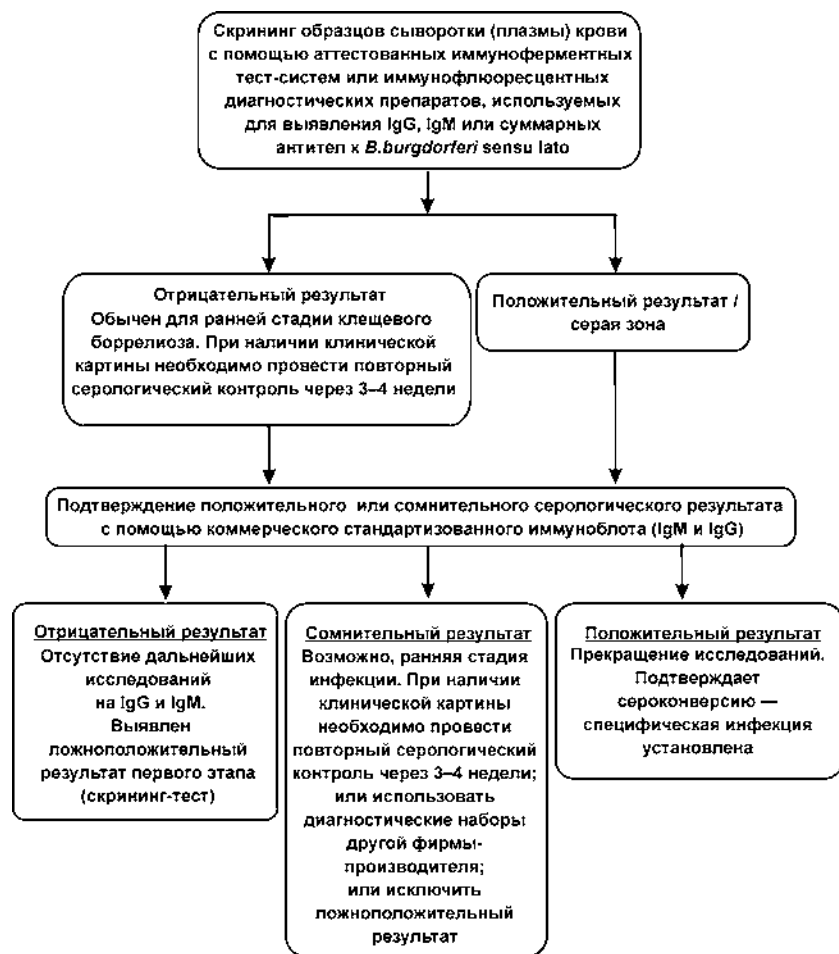 Скрининг образцов сыворотки (плазмы) крови
с помощью аттестованных иммуноферментных
тест-систем или иммунофлюоресцентных
диагностических препаратов, используемых
для выявления IgG, IgM или суммарных
антител х B.burgdorferi sensu lato
Отрицательный результат
Обычен для ранней стадии клещевого
боррелиоза. При наличии клинической
картины необходимо провести повторный
серологический контроль через 3–4 недели
Положительный результат /
серая зона
Подтверждение положительного или сомнительного серологического результата
с помощью коммерческого стандартизованного иммуноблота (IgM и IgG)
Отрицательный результат
Отсутствие дальнейших
исследований
на IgG и IgM.
Выявлен
ложноположительный
результат первого этапа
(скрининг-тест)
Сомнительный результат
Возможно, ранняя стадия
инфекции. При наличии
клинической картины
необходимо провести
повторный серологический
контроль через 3–4 недели;
или использовать
диагностические наборы
другой фирмы-
производителя;
или исключить
ложноположительный
результат
Положительный результат
Прекращение исследований.
Подтверждает
сероконверсию —
специфическая инфекция
установлена